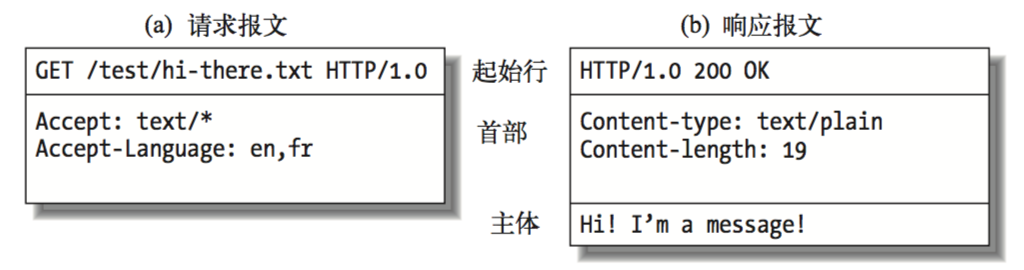 (a) 请求报文
GET /test/hi-there.txt HTTP/1.0
Accept: text/*
Accept-Language: en,fr
起始行
首部
主体
(b) 响应报文
HTTP/1.0 200 OK
Content-type: text/plain
Content-length: 19
Hi! I'm a message!